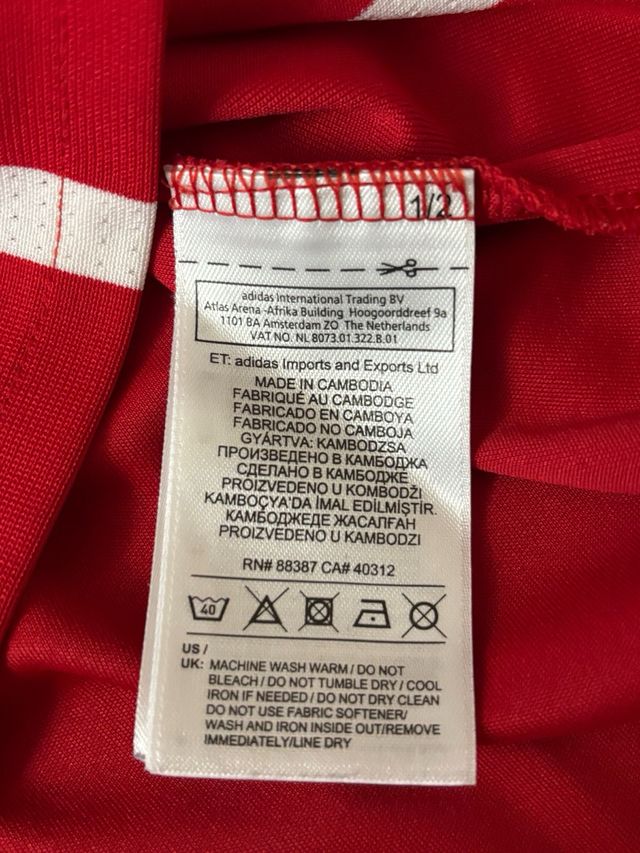 1/2
adidas International Trading BV
Atlas Arena -Afrika Building Hoogoorddreef 9a
1101 BA Amsterdam ZO The Netherlands
VAT NO. NL 8073.01.322.B.01
ET: adidas Imports and Exports Ltd
MADE IN CAMBODIA
FABRIQUÉ AU CAMBODGE
FABRICADO EN CAMBOYA
FABRICADO NO CAMBOJA
GYÁRTVA: KAMBODZSA
ПРОИЗВЕДЕНО В КАМБОДЖА
СДЕЛАНО В КАМБОДЖЕ
PROIZVEDENO U KOMBODŽI
KAMBOÇYA'DA İMAL EDİLMİŞTİR.
КАМБОДЖЕДЕ ЖАСАЛҒАН
PROIZVEDENO U KAMBODZI
RN# 88387 CA# 40312
40
US /
UK: MACHINE WASH WARM / DO NOT
BLEACH / DO NOT TUMBLE DRY / COOL
IRON IF NEEDED / DO NOT DRY CLEAN
DO NOT USE FABRIC SOFTENER/
WASH AND IRON INSIDE OUT/REMOVE
IMMEDIATELY/LINE DRY